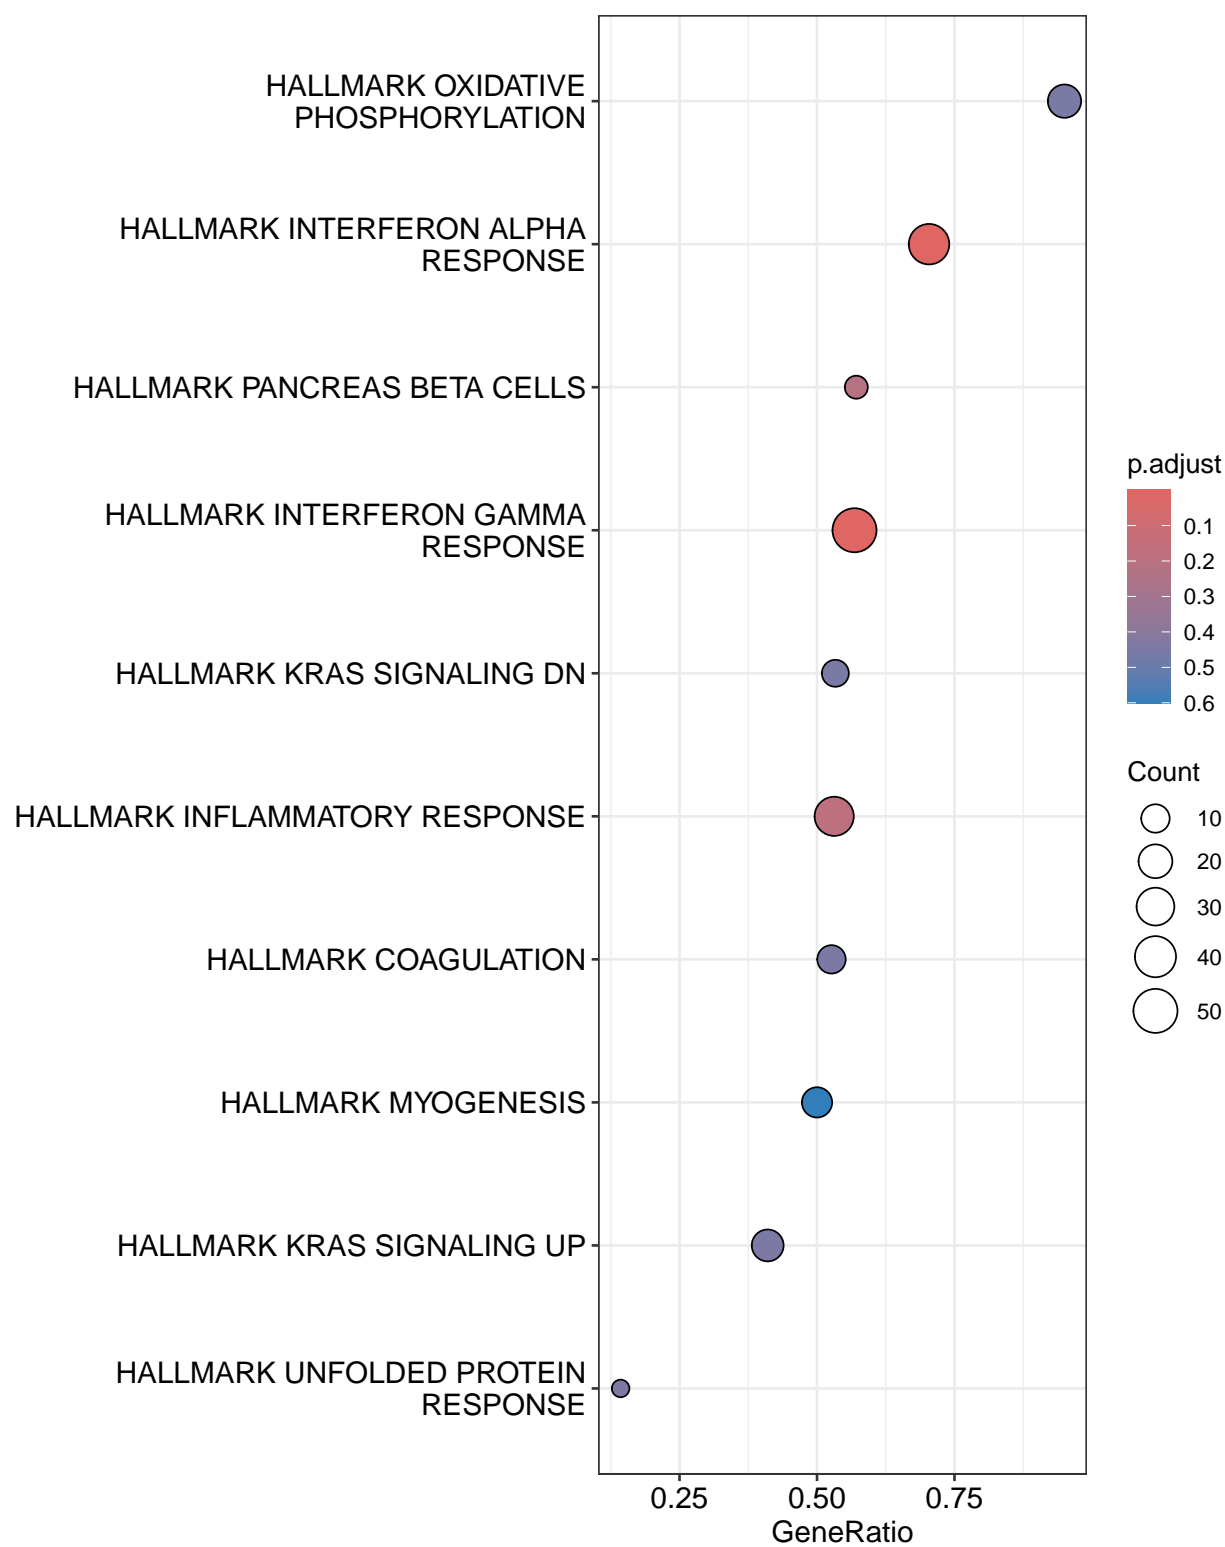 HALLMARK OXIDATIVE
PHOSPHORYLATION
HALLMARK INTERFERON ALPHA
RESPONSE
HALLMARK PANCREAS BETA CELLS
HALLMARK INTERFERON GAMMA
RESPONSE
HALLMARK KRAS SIGNALING DN
HALLMARK INFLAMMATORY RESPONSE
HALLMARK COAGULATION
HALLMARK MYOGENESIS
HALLMARK KRAS SIGNALING UP
HALLMARK UNFOLDED PROTEIN
RESPONSE
0.25 0.50 0.75
GeneRatio
p.adjust
0.1
0.2
0.3
0.4
0.5
0.6
Count
10
20
30
40
50